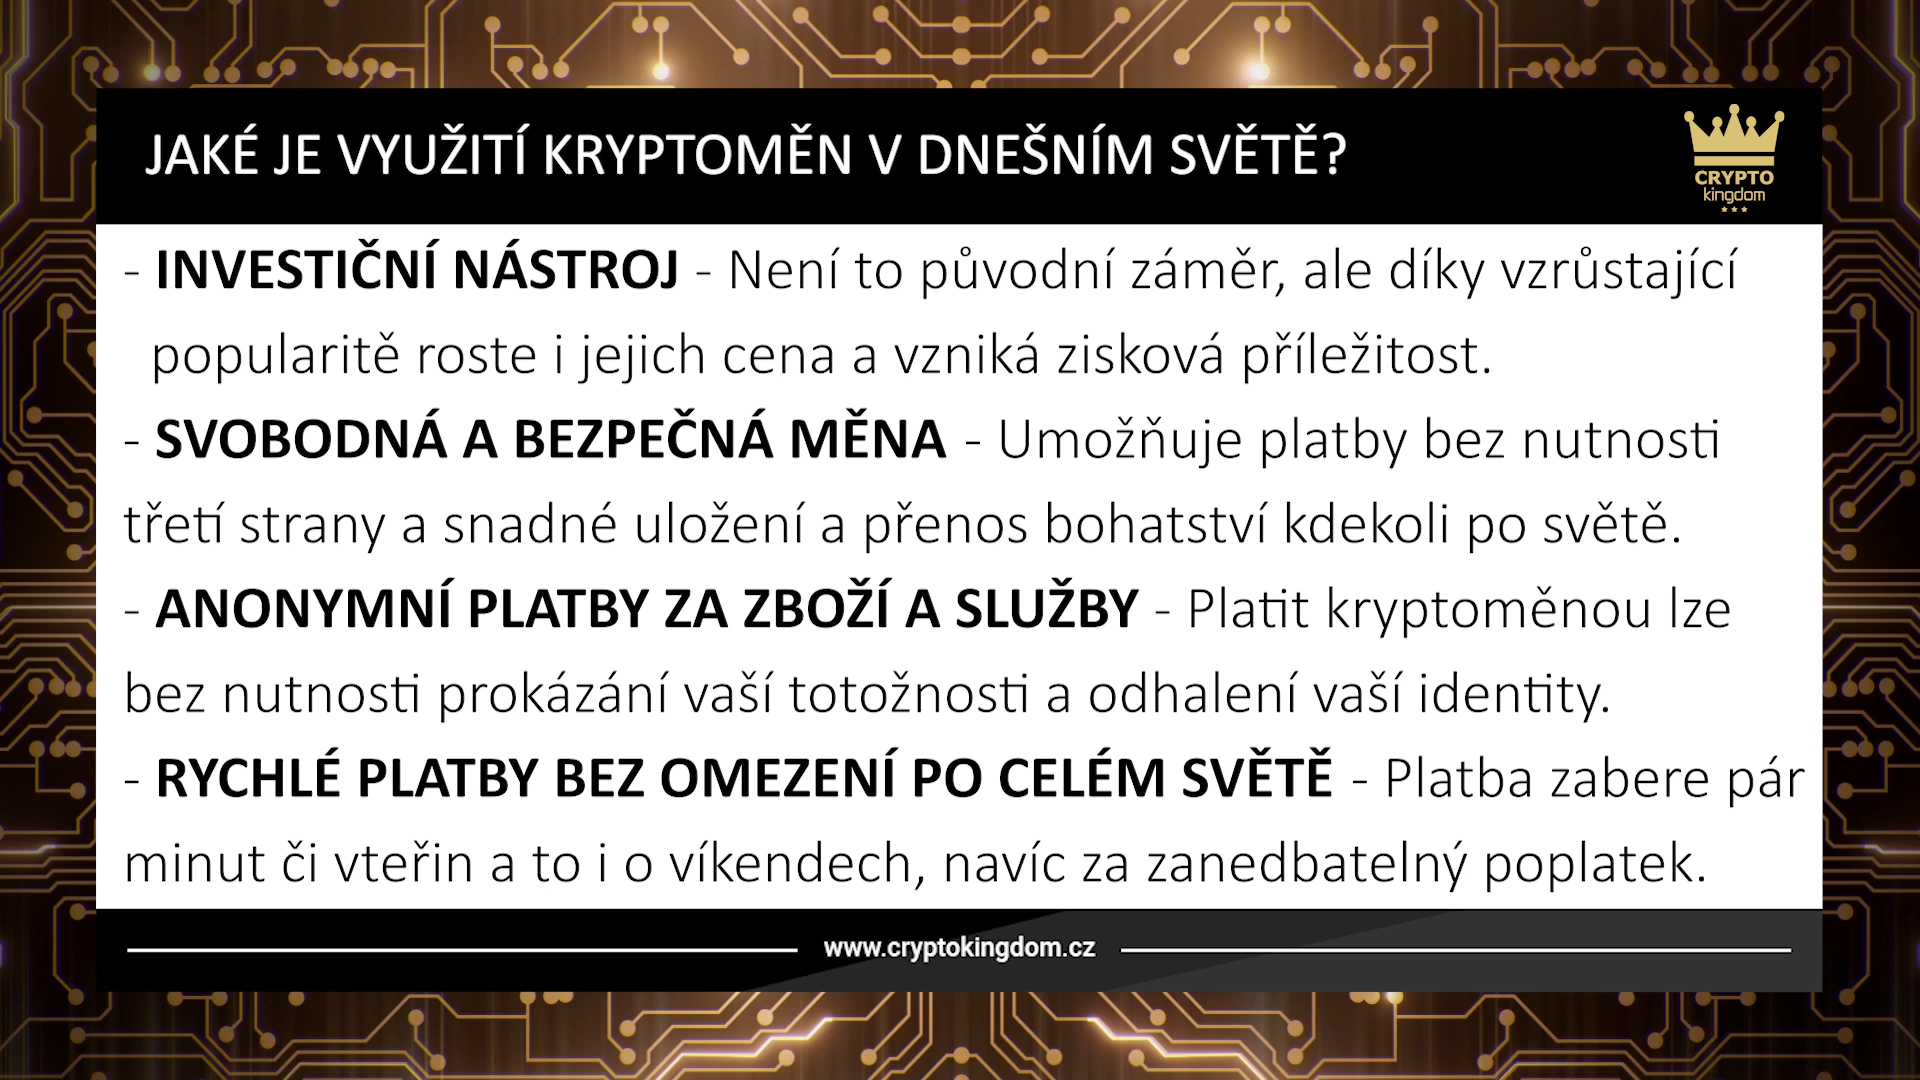 JAKÉ JE VYUŽITÍ KRYPTOMĚN V DNEŠNÍM SVĚTĚ?
CRYPTO
kingdom
- INVESTIČNÍ NÁSTROJ - Není to původní záměr, ale díky vzrůstající
popularitě roste i jejich cena a vzniká zisková příležitost.
- SVOBODNÁ A BEZPEČNÁ MĚNA - Umožňuje platby bez nutnosti
třetí strany a snadné uložení a přenos bohatství kdekoli po světě.
- ANONYMNÍ PLATBY ZA ZBOŽÍ A SLUŽBY - Platit kryptoměnou lze
bez nutnosti prokázání vaší totožnosti a odhalení vaší identity.
- RYCHLÉ PLATBY BEZ OMEZENÍ PO CELÉM SVĚTĚ - Platba zabere pár
minut či vteřin a to i o víkendech, navíc za zanedbatelný poplatek.
www.cryptokingdom.cz